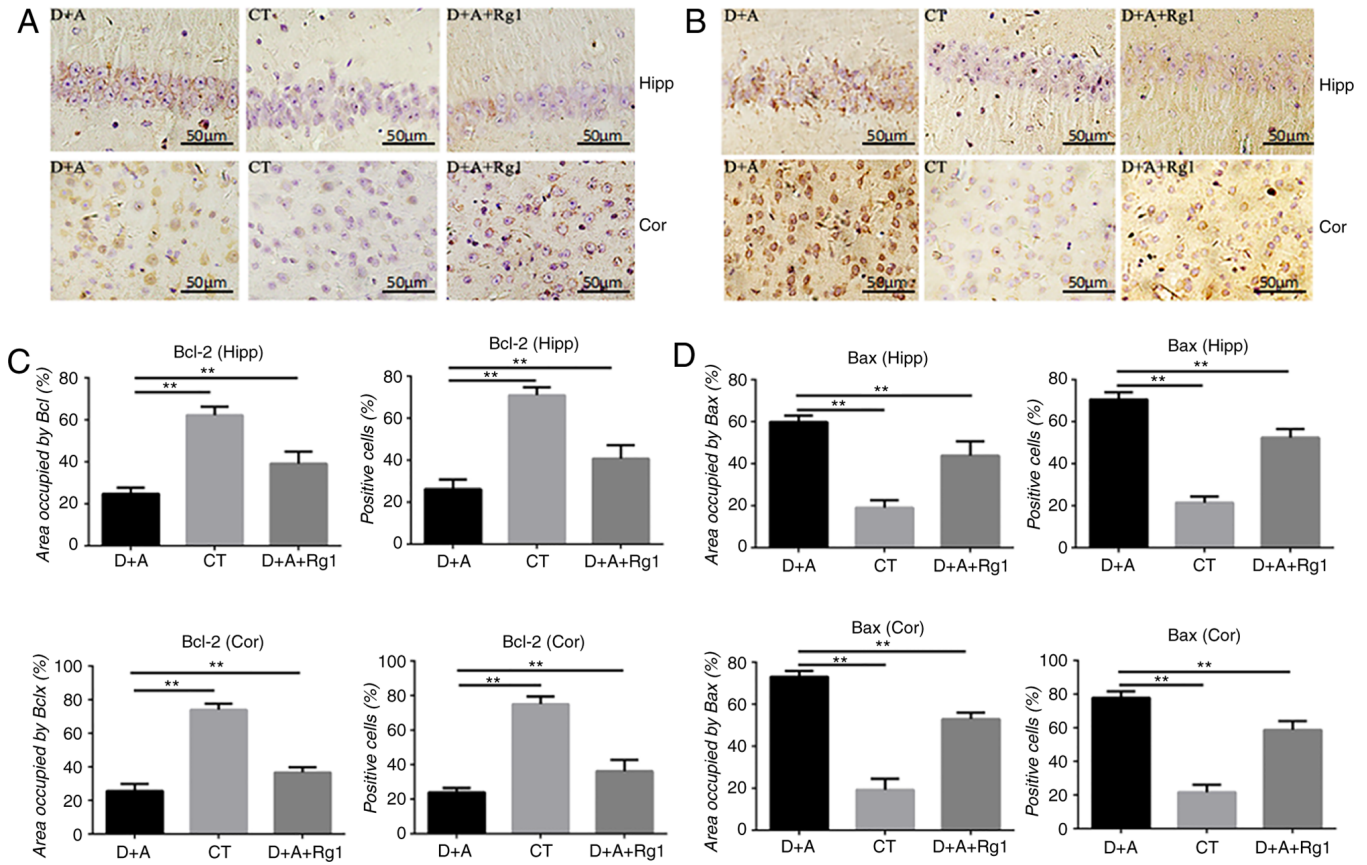 A
D+A
CT
D+A+Rg1
Hipp
50µm
50µm
50µm
D+A
CT
D+A+Rg1
Cor
50µm
50µm
50µm
B
D+A
CT
D+A+Rg1
Hipp
50µm
50µm
50µm
D+A
CT
D+A+Rg1
Cor
50µm
50µm
50µm
C
Bcl-2 (Hipp)
Area occupied by Bcl (%)
80
60
40
20
0
**
**
D+A
CT
D+A+Rg1
Bcl-2 (Hipp)
Positive cells (%)
80
60
40
20
0
**
**
D+A
CT
D+A+Rg1
Bcl-2 (Cor)
Area occupied by Bclx (%)
100
80
60
40
20
0
**
**
D+A
CT
D+A+Rg1
Bcl-2 (Cor)
Positive cells (%)
100
80
60
40
20
0
**
**
D+A
CT
D+A+Rg1
D
Bax (Hipp)
Area occupied by Bax (%)
80
60
40
20
0
**
**
D+A
CT
D+A+Rg1
Bax (Hipp)
Positive cells (%)
80
60
40
20
0
**
**
D+A
CT
D+A+Rg1
Bax (Cor)
Area occupied by Bax (%)
80
60
40
20
0
**
**
D+A
CT
D+A+Rg1
Bax (Cor)
Positive cells (%)
100
80
60
40
20
0
**
**
D+A
CT
D+A+Rg1